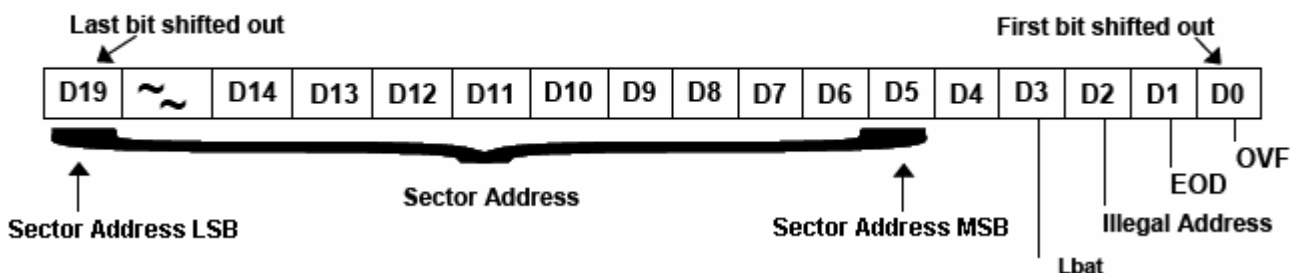 Last bit shifted out
First bit shifted out
D19 ~ ~ D14 D13 D12 D11 D10 D9 D8 D7 D6 D5 D4 D3 D2 D1 D0
OVF
EOD
Sector Address
Sector Address LSB
Sector Address MSB
Illegal Address
Lbat